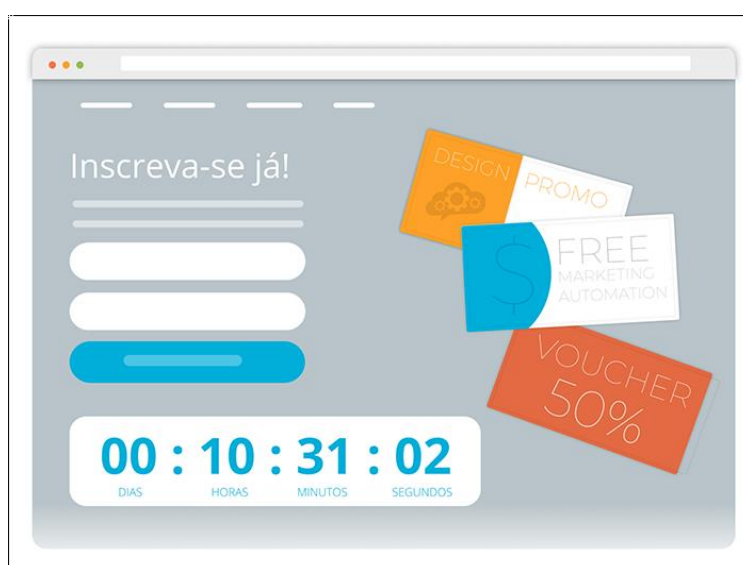 Inscreva-se já!
DESIGN
PROMO
$ FREE
MARKETING
AUTOMATION
VOUCHER
50%
00 : 10 : 31 : 02
DIAS HORAS MINUTOS SEGUNDOS